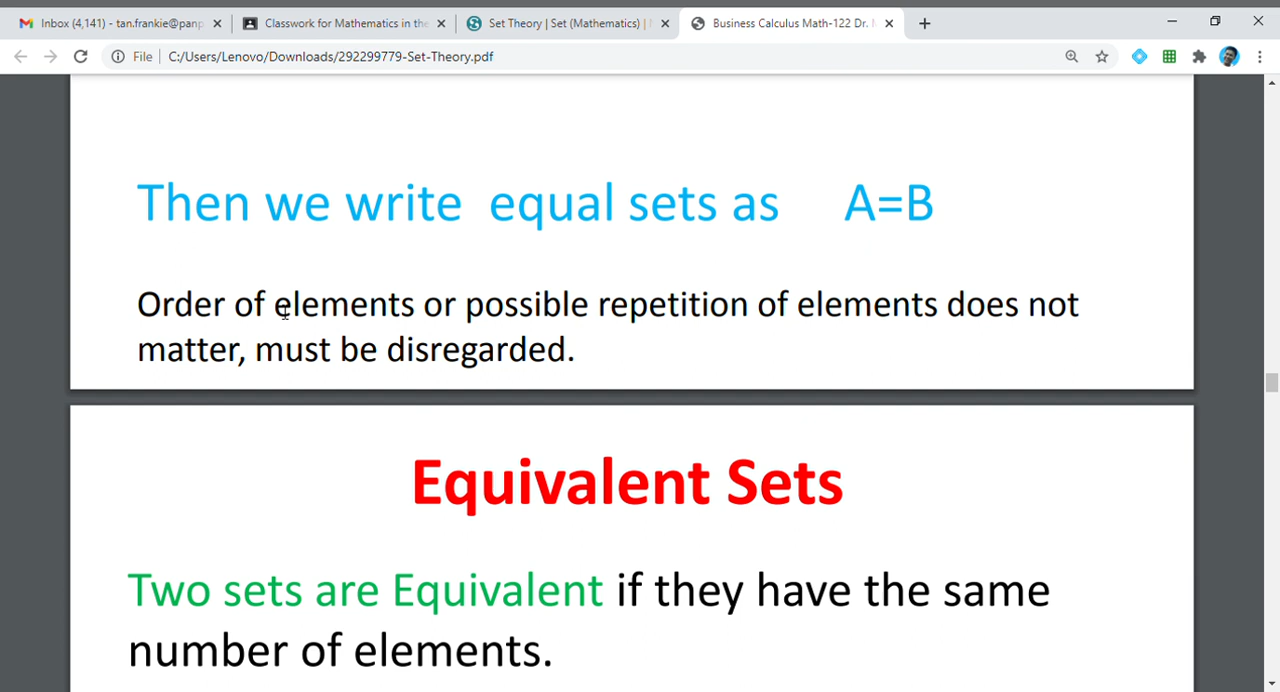 Inbox (4,141) - tan.frankie@panp
Classwork for Mathematics in the
Set Theory | Set (Mathematics) |
Business Calculus Math-122 Dr.
File
C:/Users/Lenovo/Downloads/292299779-Set-Theory.pdf
Then we write equal sets as A=B
Order of elements or possible repetition of elements does not
matter, must be disregarded.
Equivalent Sets
Two sets are Equivalent if they have the same
number of elements.